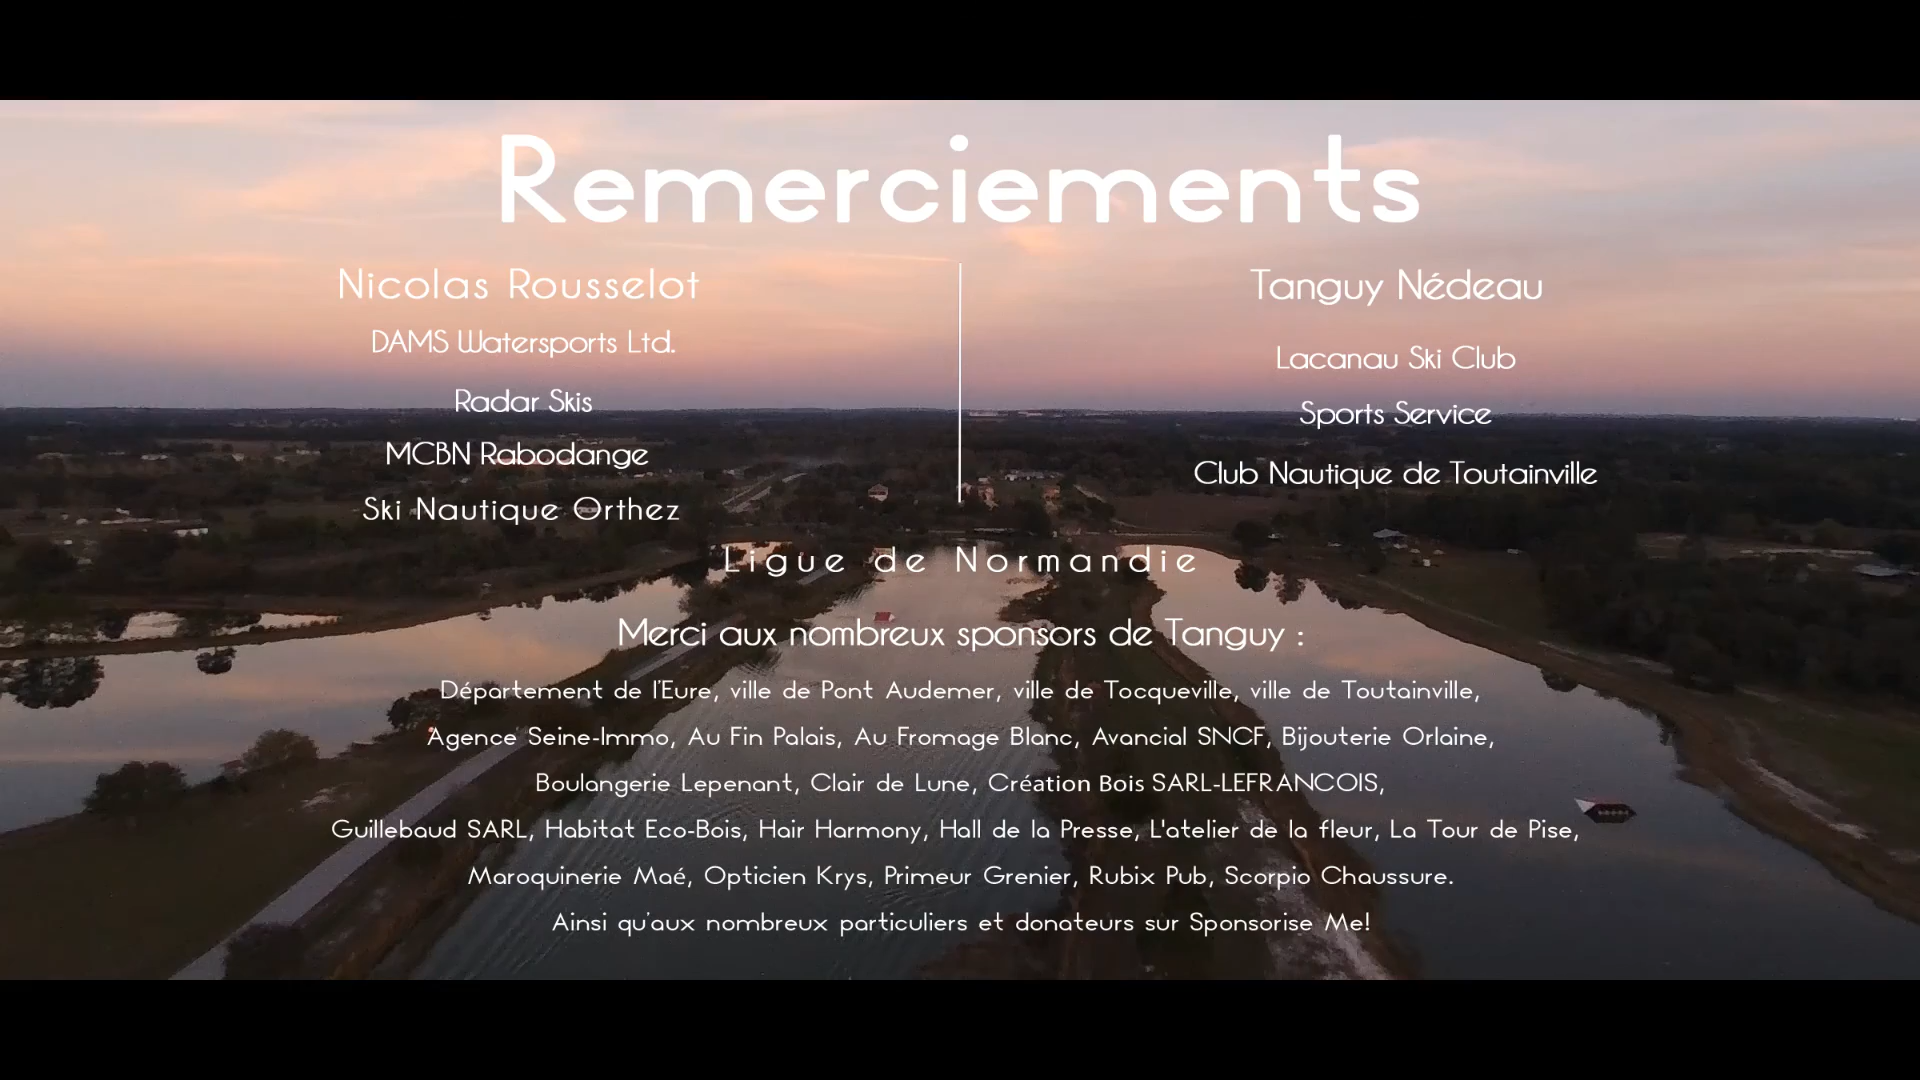 Remerciements
Nicolas Rousselot
DAMS Watersports Ltd.
Radar Skis
MCBN Rabodange
Ski Nautique Orthez
Tanguy Nédeau
Lacanau Ski Club
Sports Service
Club Nautique de Toutainville
Ligue de Normandie
Merci aux nombreux sponsors de Tanguy :
Département de l'Eure, ville de Pont Audemer, ville de Tocqueville, ville de Toutainville,
Agence Seine-Immo, Au Fin Palais, Au Fromage Blanc, Avancial SNCF, Bijouterie Orlaine,
Boulangerie Lepenant, Clair de Lune, Création Bois SARL-LEFRANCOIS,
Guillebaud SARL, Habitat Eco-Bois, Hair Harmony, Hall de la Presse, L'atelier de la fleur, La Tour de Pise,
Maroquinerie Maé, Opticien Krys, Primeur Grenier, Rubix Pub, Scorpio Chaussure.
Ainsi qu'aux nombreux particuliers et donateurs sur Sponsorise Me!